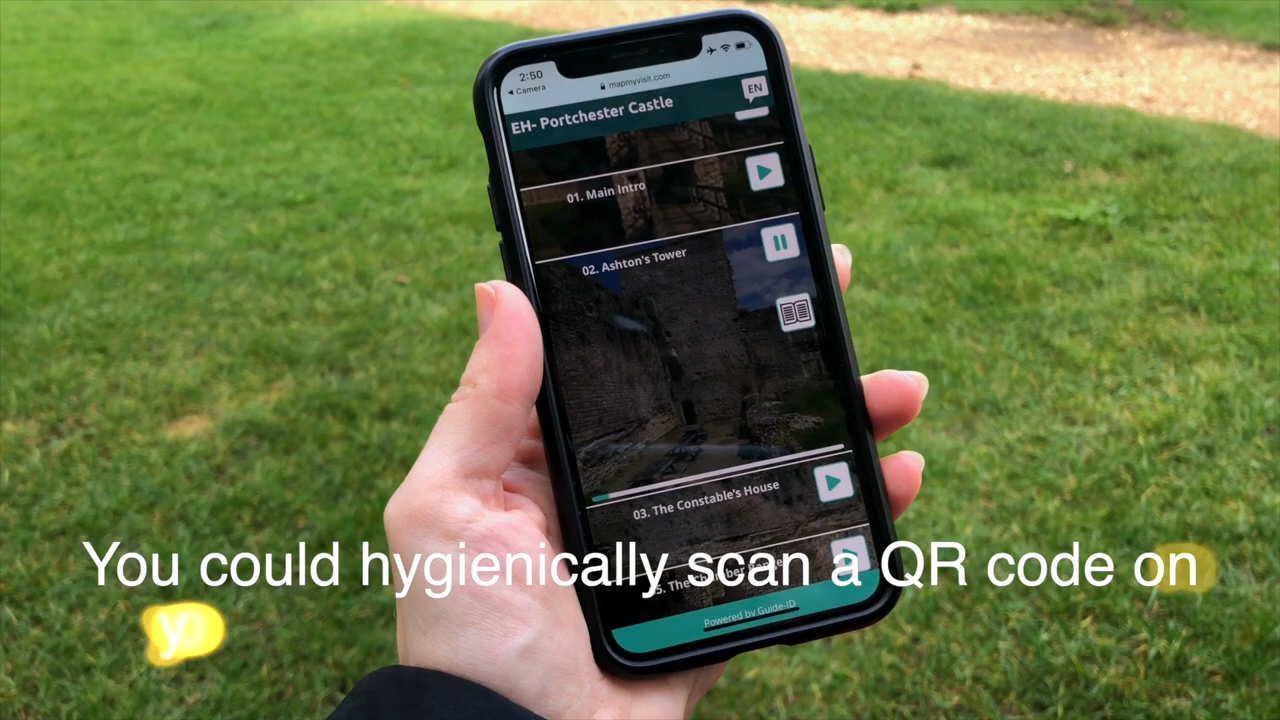 2:50
Camera
mapmyvisit.com
EH- Portchester Castle
EN
01. Main Intro
02. Ashton's Tower
03. The Constable's House
You could hygienically scan a QR code on
y
Powered by Guide-ID